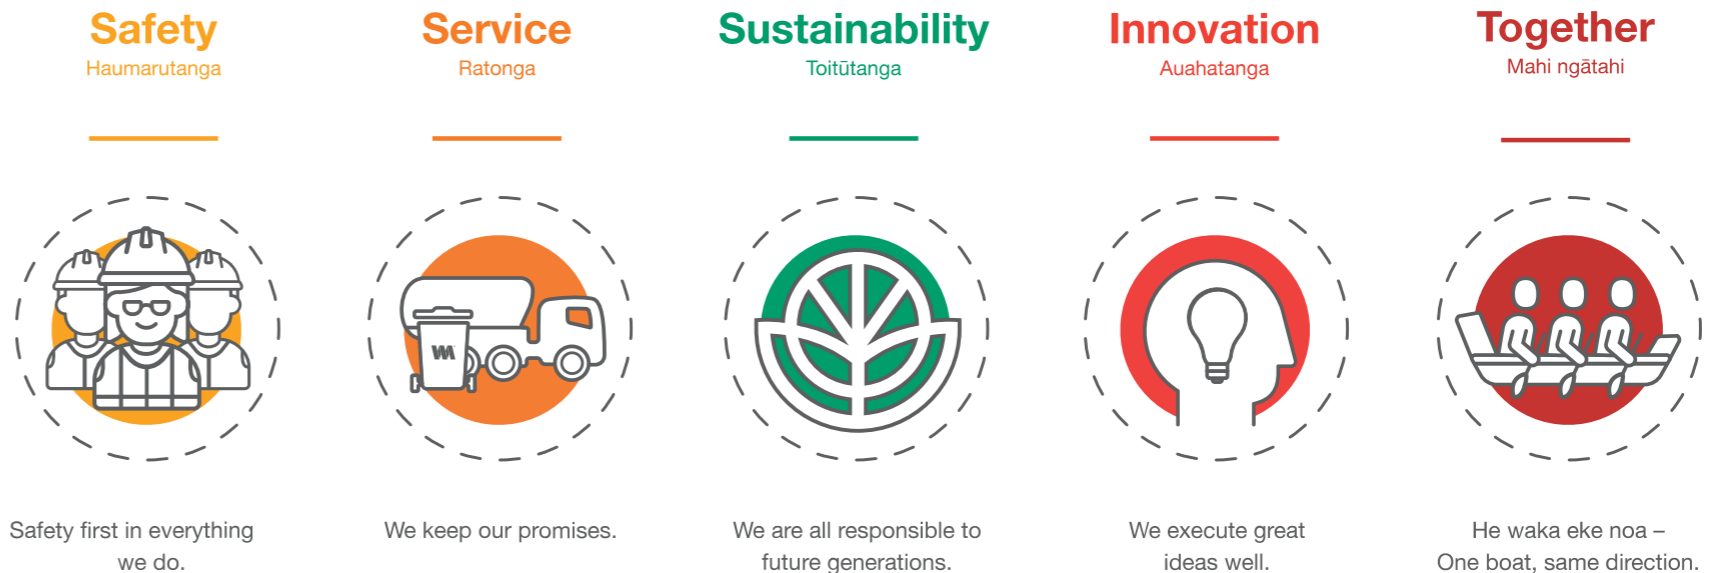 Safety
Haumarutanga
Safety first in everything
we do.
Service
Ratonga
WM
We keep our promises.
Sustainability
Toitūtanga
We are all responsible to
future generations.
Innovation
Auahatanga
We execute great
ideas well.
Together
Mahi ngātahi
He waka eke noa –
One boat, same direction.